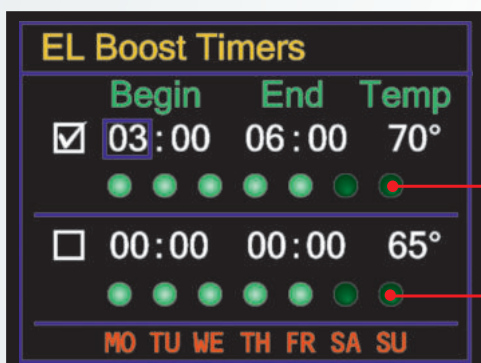 EL Boost Timers
Begin End Temp
03:00 06:00 70°
00:00 00:00 65°
MO TU WE TH FR SA SU